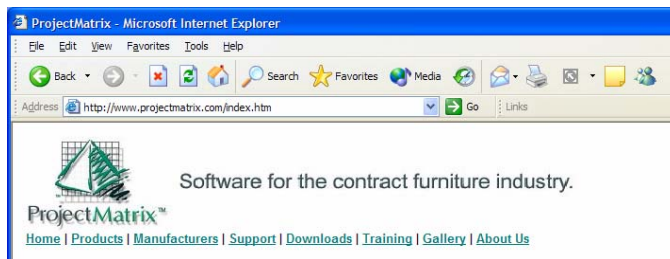 ProjectMatrix - Microsoft Internet Explorer
File Edit View Favorites Tools Help
Back Search Favorites Media
Address http://www.projectmatrix.com/index.htm Go Links
Software for the contract furniture industry.
ProjectMatrix™
Home | Products | Manufacturers | Support | Downloads | Training | Gallery | About Us